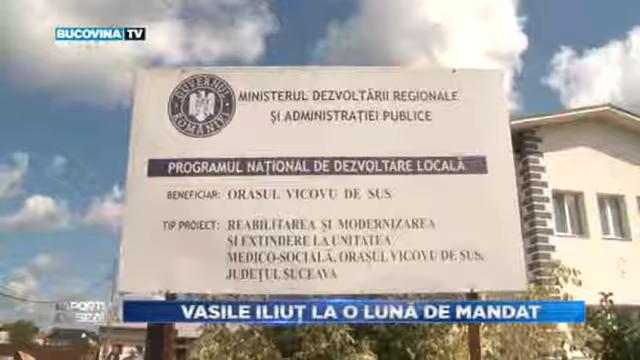 BUCOVINA TV
GUVERNUL ROMÂNIEI
MINISTERUL DEZVOLTĂRII REGIONALE
ȘI ADMINISTRAȚIEI PUBLICE
PROGRAMUL NAȚIONAL DE DEZVOLTARE LOCALĂ
BENEFICIAR: ORASUL VICOVU DE SUS
TIP PROIECT: REABILITAREA ȘI MODERNIZAREA
ȘI EXTINDERE LA UNITATEA
MEDICO-SOCIALĂ, ORASUL VICOVU DE SUS,
JUDEȚUL SUCEAVA
VASILE ILIUȚ LA O LUNĂ DE MANDAT